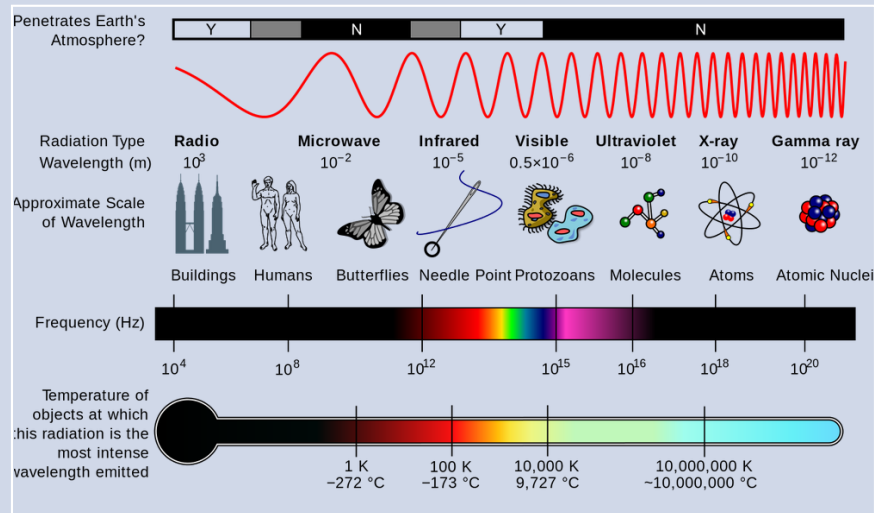 Penetrates Earth's
Atmosphere?
Y N Y N
Radiation Type
Radio Microwave Infrared Visible Ultraviolet X-ray Gamma ray
Wavelength (m)
10³ 10⁻² 10⁻⁵ 0.5×10⁻⁶ 10⁻⁸ 10⁻¹⁰ 10⁻¹²
Approximate Scale
of Wavelength
Buildings Humans Butterflies Needle Point Protozoans Molecules Atoms Atomic Nuclei
Frequency (Hz)
10⁴ 10⁸ 10¹² 10¹⁵ 10¹⁶ 10¹⁸ 10²⁰
Temperature of
objects at which
this radiation is the
most intense
wavelength emitted
1 K 100 K 10,000 K 10,000,000 K
−272 °C −173 °C 9,727 °C ~10,000,000 °C